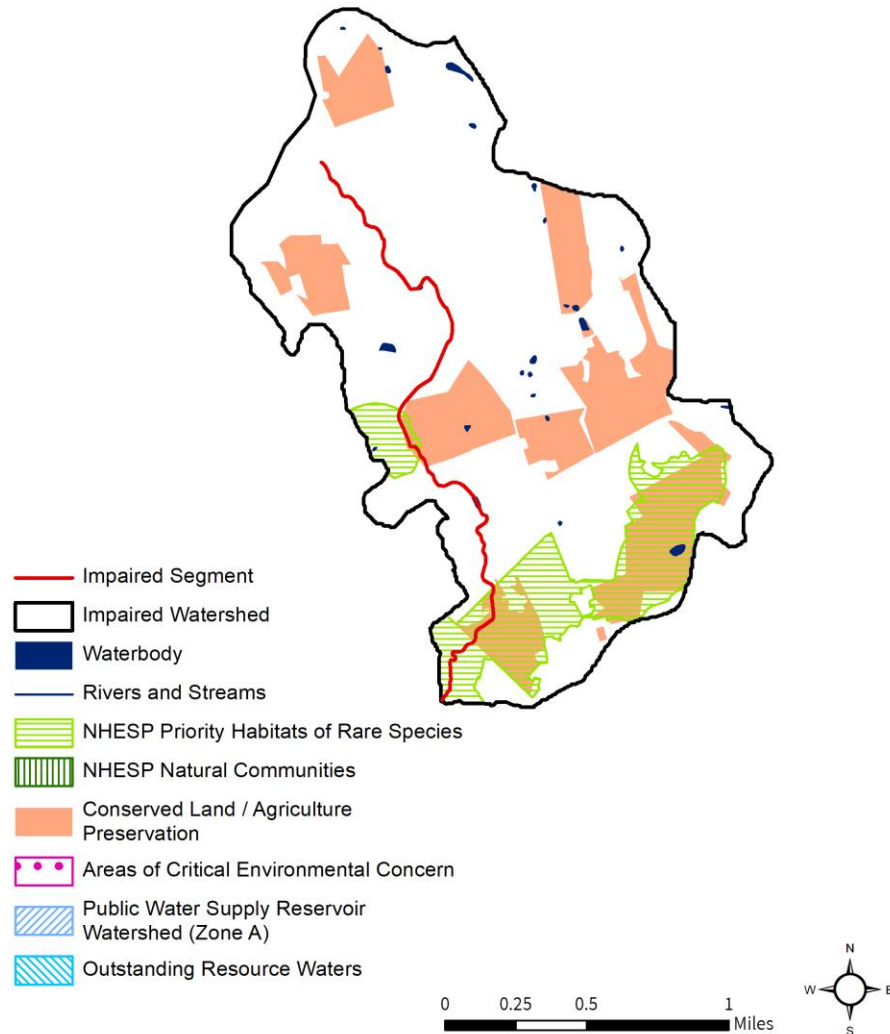 Impaired Segment
Impaired Watershed
Waterbody
Rivers and Streams
NHESP Priority Habitats of Rare Species
NHESP Natural Communities
Conserved Land / Agriculture
Preservation
Areas of Critical Environmental Concern
Public Water Supply Reservoir
Watershed (Zone A)
Outstanding Resource Waters
0 0.25 0.5 1
Miles
N
W E
S